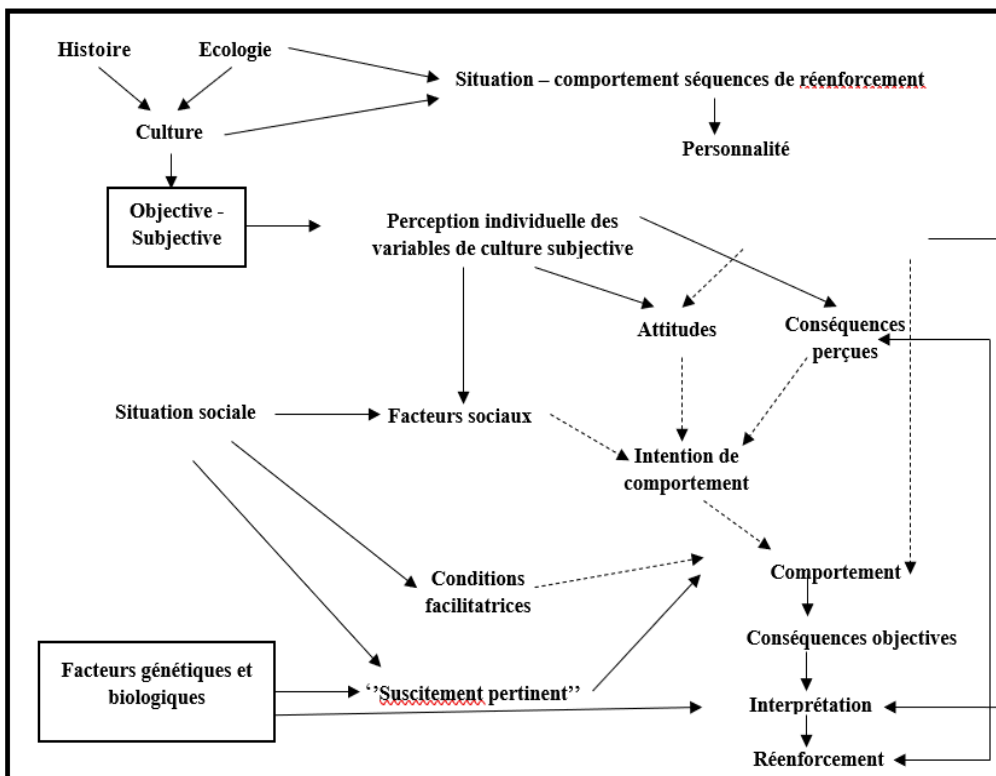 Histoire
Ecologie
Situation – comportement séquences de réenforcement
Culture
Personnalité
Objective -
Subjective
Perception individuelle des
variables de culture subjective
Attitudes
Conséquences
perçues
Situation sociale
Facteurs sociaux
Intention de
comportement
Conditions
facilitatrices
Comportement
Conséquences objectives
Facteurs génétiques et
biologiques
‘’Suscitement pertinent’’
Interprétation
Réenforcement